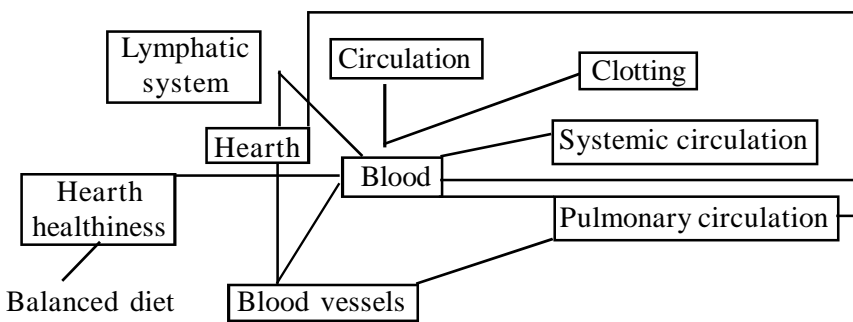 Lymphatic
system
Circulation
Clotting
Hearth
Systemic circulation
Blood
Hearth
healthiness
Pulmonary circulation
Balanced diet
Blood vessels